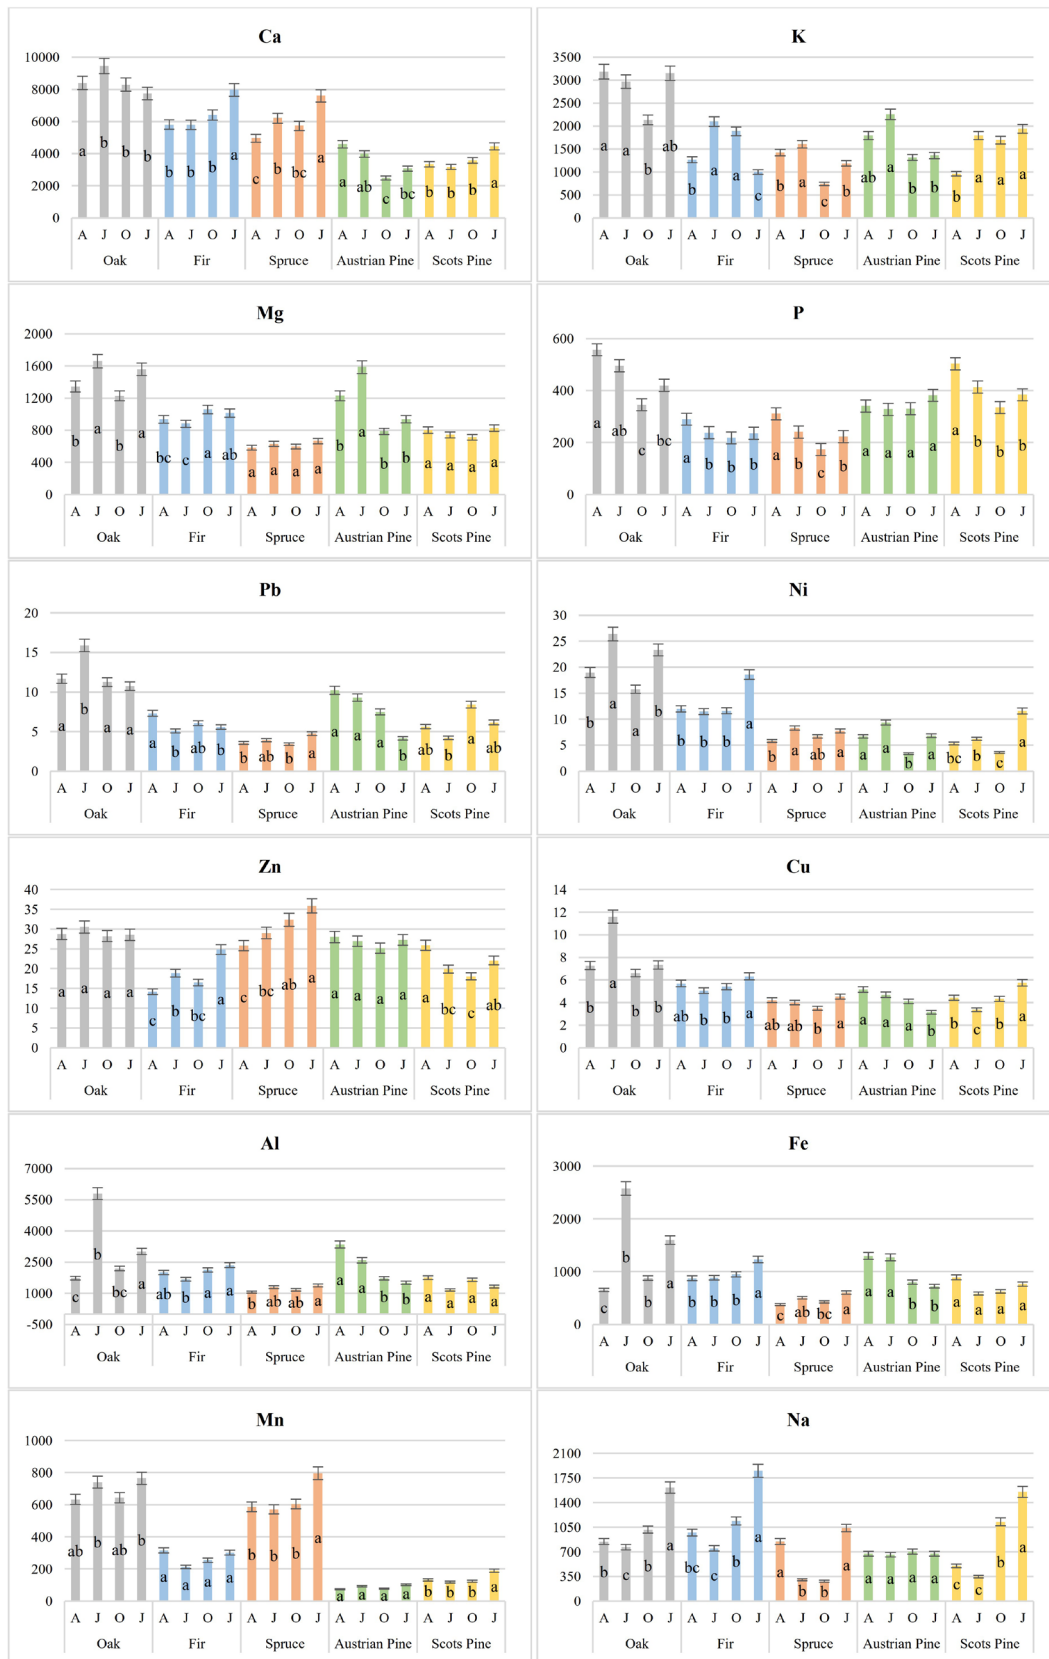 Ca
10000
8000
6000
4000
2000
0
a b b b b b b a c b bc a a ab c bc b b b a
A J O J A J O J A J O J A J O J A J O J
Oak Fir Spruce Austrian Pine Scots Pine
K
3500
3000
2500
2000
1500
1000
500
0
a a b ab b a a c b a c b ab a b b b a a a
A J O J A J O J A J O J A J O J A J O J
Oak Fir Spruce Austrian Pine Scots Pine
Mg
2000
1600
1200
800
400
0
b a b a bc c a ab a a a a b a b b a a a a
A J O J A J O J A J O J A J O J A J O J
Oak Fir Spruce Austrian Pine Scots Pine
P
600
400
200
0
a ab c bc a b b b a b c b a a a a a b b b
A J O J A J O J A J O J A J O J A J O J
Oak Fir Spruce Austrian Pine Scots Pine
Pb
20
15
10
5
0
a b a a a b ab b b ab b a a a a b ab b a ab
A J O J A J O J A J O J A J O J A J O J
Oak Fir Spruce Austrian Pine Scots Pine
Ni
30
25
20
15
10
5
0
b a a b b b b a b a ab a a a b a bc b c a
A J O J A J O J A J O J A J O J A J O J
Oak Fir Spruce Austrian Pine Scots Pine
Zn
40
35
30
25
20
15
10
5
0
a a a a c b bc a c bc ab a a a a a a bc c ab
A J O J A J O J A J O J A J O J A J O J
Oak Fir Spruce Austrian Pine Scots Pine
Cu
14
12
10
8
6
4
2
0
b a b b ab b b a ab ab b a a a a b b c b a
A J O J A J O J A J O J A J O J A J O J
Oak Fir Spruce Austrian Pine Scots Pine
Al
7000
5500
4000
2500
1000
-500
c b bc a ab b a a b ab ab a a a b b a a a a
A J O J A J O J A J O J A J O J A J O J
Oak Fir Spruce Austrian Pine Scots Pine
Fe
3000
2000
1000
0
c b b a b b b a c ab bc a a a b b a a a a
A J O J A J O J A J O J A J O J A J O J
Oak Fir Spruce Austrian Pine Scots Pine
Mn
1000
800
600
400
200
0
ab b ab b a a a a b b b a a a a a b b b a
A J O J A J O J A J O J A J O J A J O J
Oak Fir Spruce Austrian Pine Scots Pine
Na
2100
1750
1400
1050
700
350
0
b c b a bc c b a a b b a a a a a c c b a
A J O J A J O J A J O J A J O J A J O J
Oak Fir Spruce Austrian Pine Scots Pine